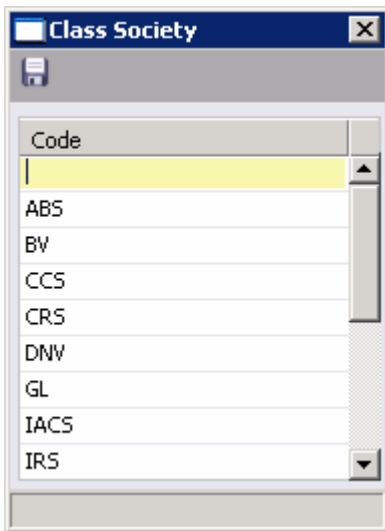 Class Society
Code
ABS
BV
CCS
CRS
DNV
GL
IACS
IRS